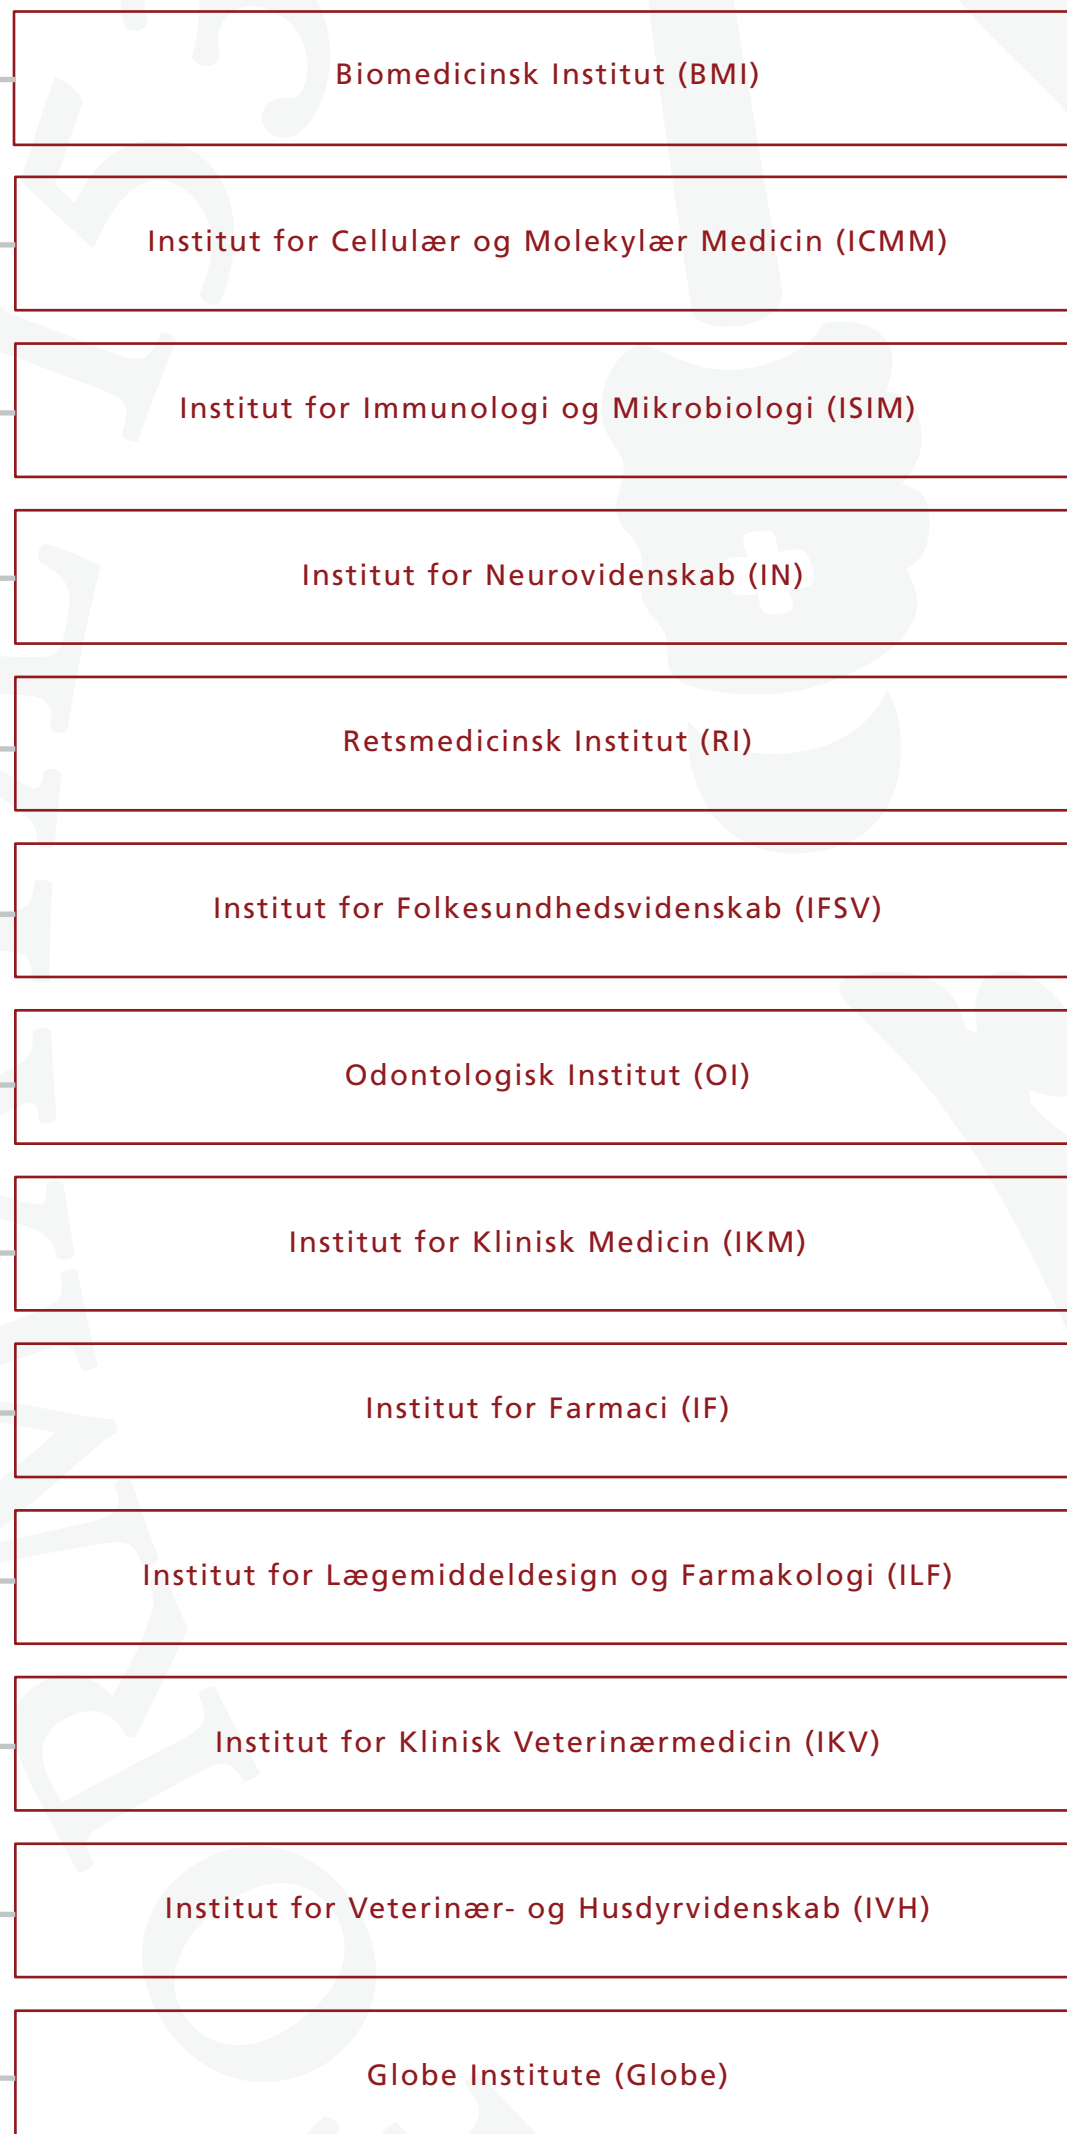 Biomedicinsk Institut (BMI)
Institut for Cellulær og Molekylær Medicin (ICMM)
Institut for Immunologi og Mikrobiologi (ISIM)
Institut for Neurovidenskab (IN)
Retsmedicinsk Institut (RI)
Institut for Folkesundhedsvidenskab (IFSV)
Odontologisk Institut (OI)
Institut for Klinisk Medicin (IKM)
Institut for Farmaci (IF)
Institut for Lægemiddeldesign og Farmakologi (ILF)
Institut for Klinisk Veterinærmedicin (IKV)
Institut for Veterinær- og Husdyrvidenskab (IVH)
Globe Institute (Globe)